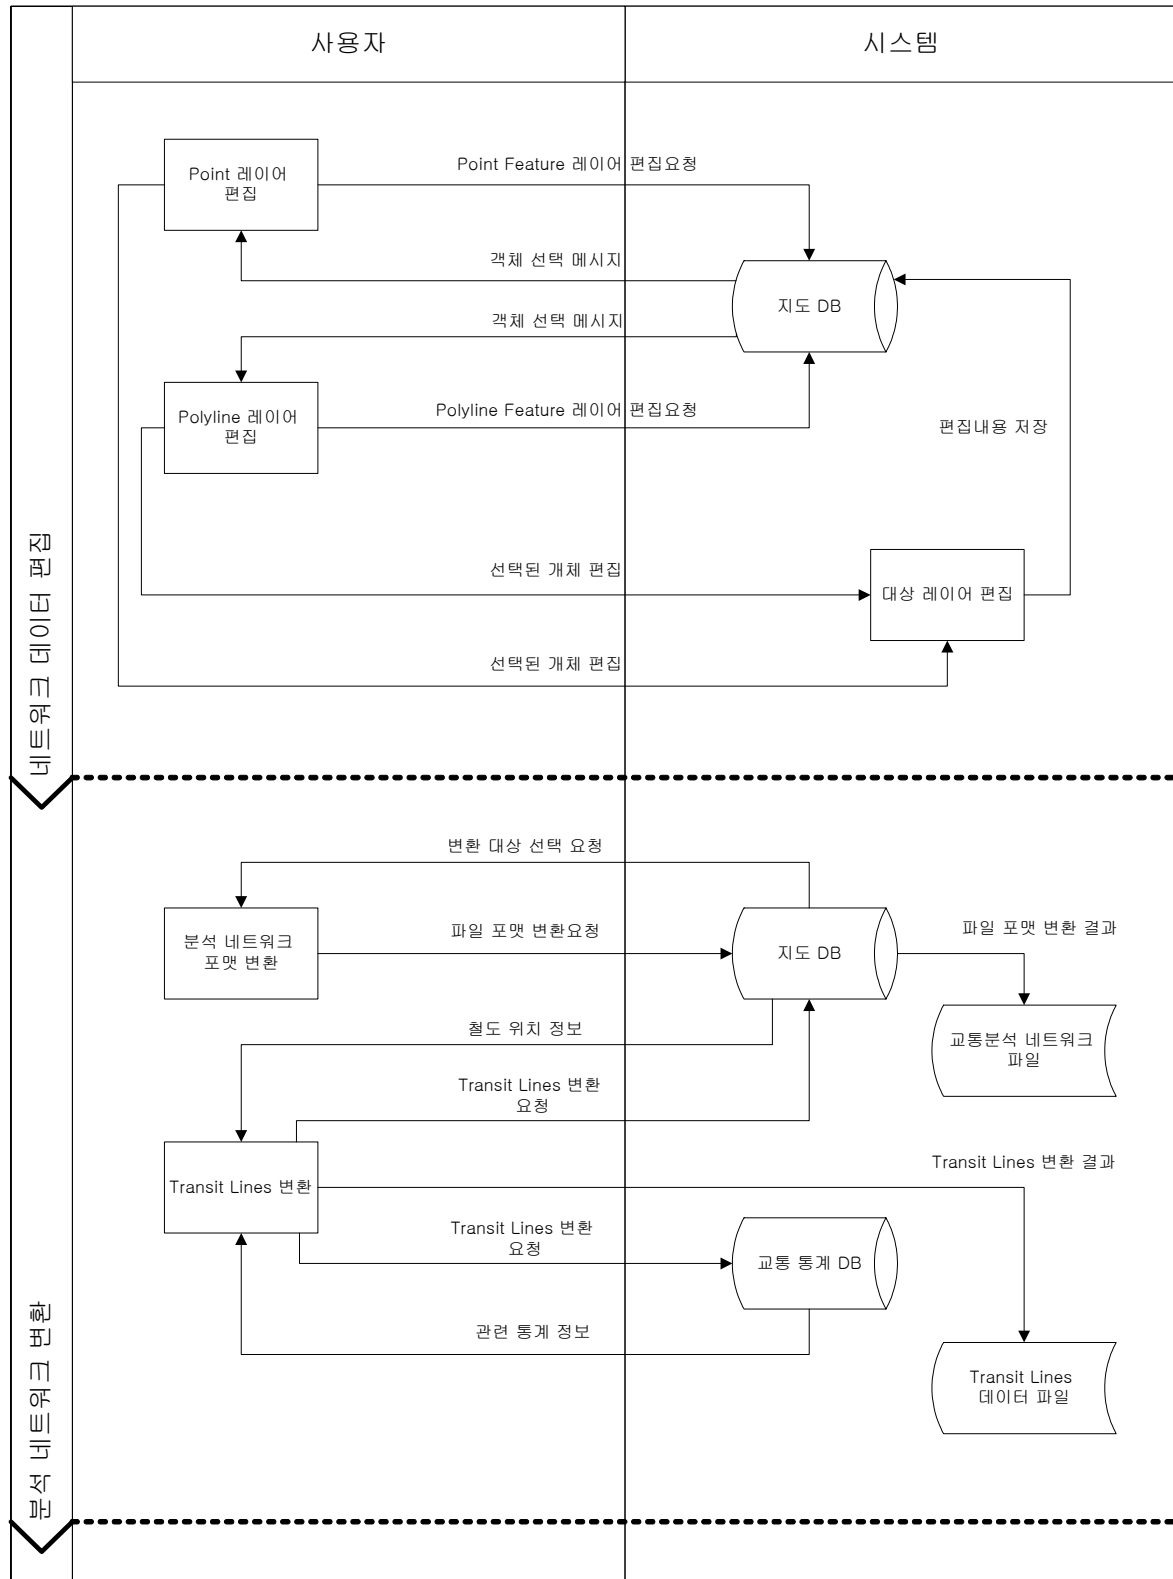 사용자
시스템
네트워크 데이터 편집
Point 레이어
편집
Point Feature 레이어 편집요청
객체 선택 메시지
지도 DB
객체 선택 메시지
Polyline 레이어
편집
Polyline Feature 레이어 편집요청
편집내용 저장
선택된 개체 편집
대상 레이어 편집
선택된 개체 편집
분석 네트워크 변환
변환 대상 선택 요청
분석 네트워크
포맷 변환
파일 포맷 변환요청
지도 DB
파일 포맷 변환 결과
교통분석 네트워크
파일
철도 위치 정보
Transit Lines 변환
요청
Transit Lines 변환
Transit Lines 변환 결과
Transit Lines 변환
요청
교통 통계 DB
관련 통계 정보
Transit Lines
데이터 파일